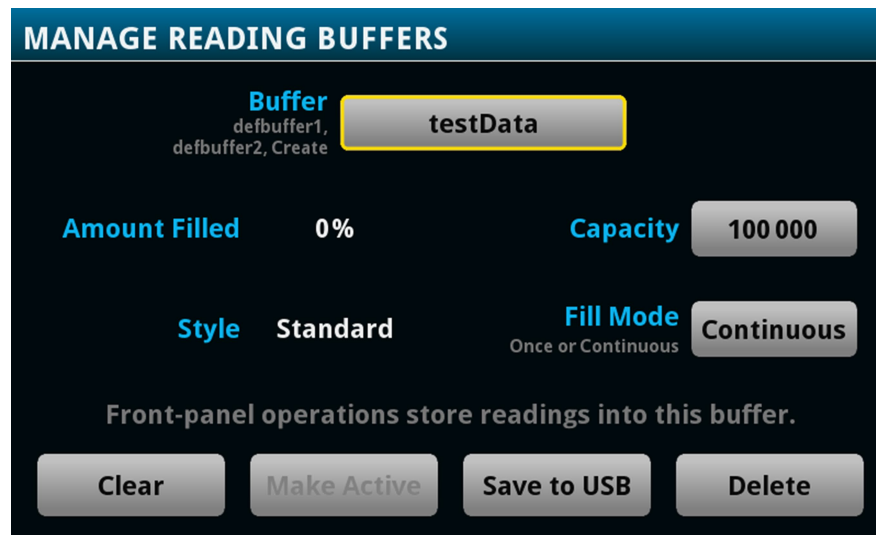 MANAGE READING BUFFERS
Buffer
defbuffer1,
defbuffer2, Create
testData
Amount Filled 0% Capacity 100 000
Style Standard Fill Mode
Once or Continuous
Continuous
Front-panel operations store readings into this buffer.
Clear Make Active Save to USB Delete